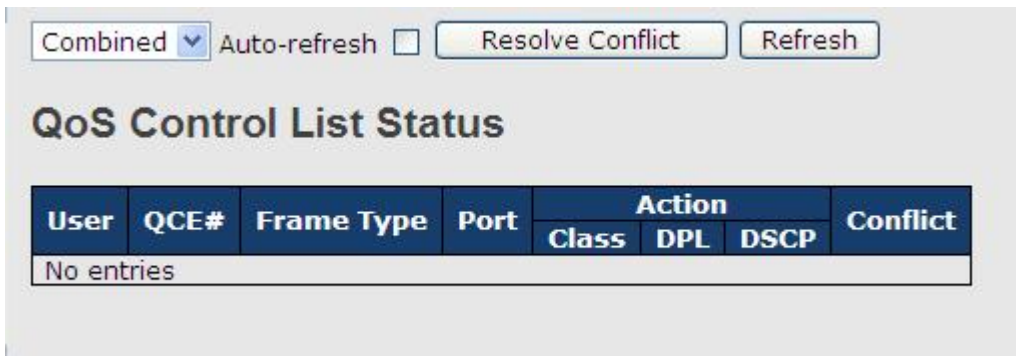 Combined Auto-refresh Resolve Conflict Refresh
QoS Control List Status
User QCE# Frame Type Port Action Conflict
Class DPL DSCP
No entries